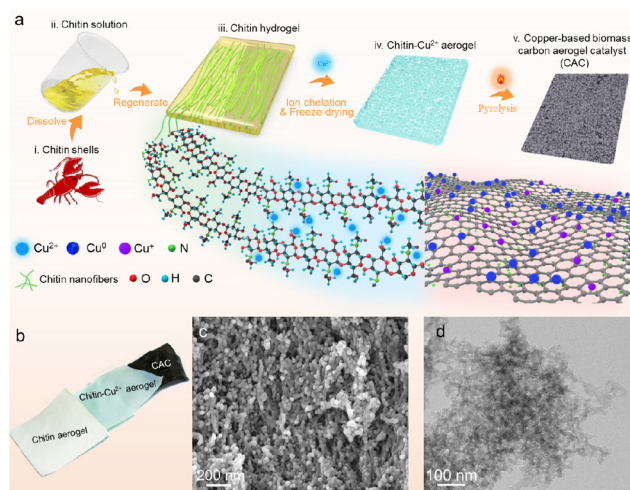 a
ii. Chitin solution
iii. Chitin hydrogel
iv. Chitin-Cu²⁺ aerogel
v. Copper-based biomass
carbon aerogel catalyst
(CAC)
Cu²⁺
Dissolve
Regenerate
Ion chelation
& Freeze-drying
Pyrolysis
i. Chitin shells
Cu²⁺
Cu⁰
Cu⁺
N
Chitin nanofibers
O
H
C
b
CAC
Chitin-Cu²⁺ aerogel
Chitin aerogel
c
200 nm
d
100 nm